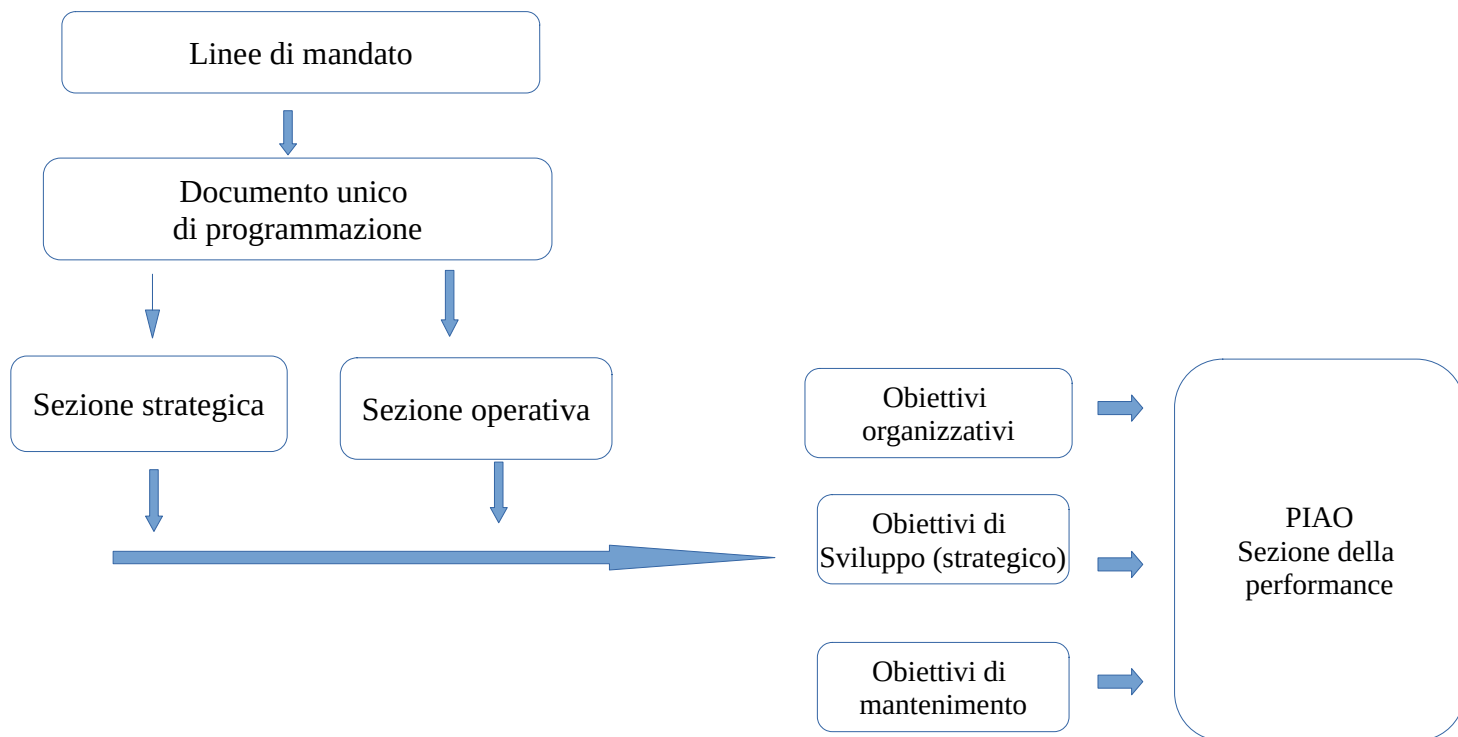 Linee di mandato
Documento unico
di programmazione
Sezione strategica
Sezione operativa
Obiettivi
organizzativi
Obiettivi di
Sviluppo (strategico)
Obiettivi di
mantenimento
PIAO
Sezione della
performance